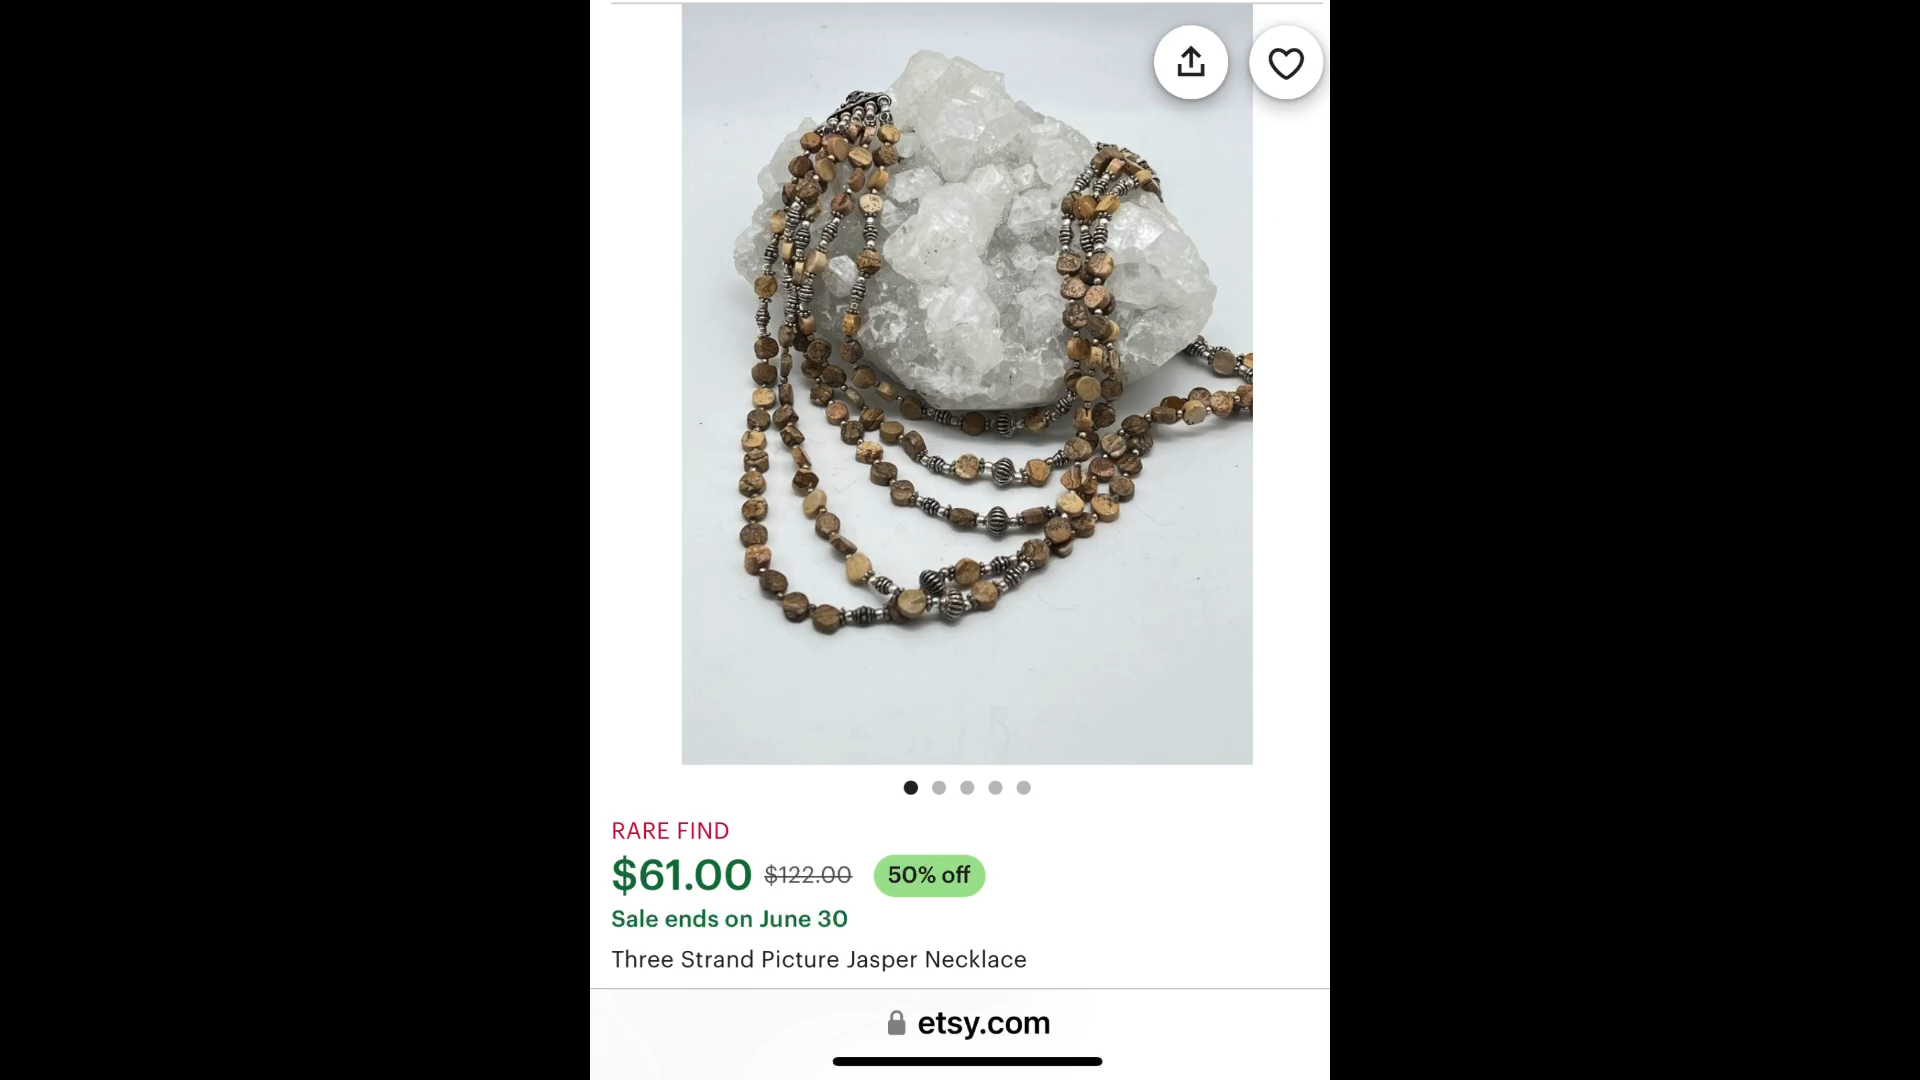 RARE FIND
$61.00 $122.00 50% off
Sale ends on June 30
Three Strand Picture Jasper Necklace
etsy.com